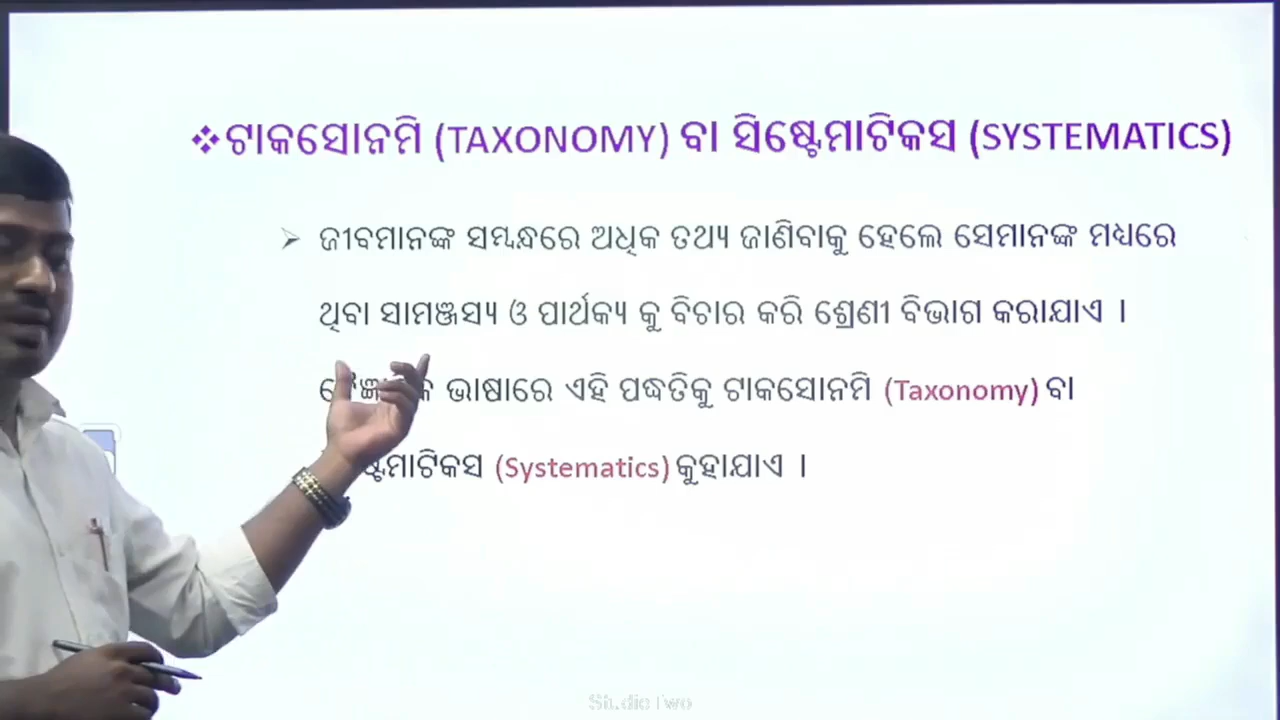 ❖ଟାକସୋନମି (TAXONOMY) ବା ସିଷ୍ଟେମାଟିକସ (SYSTEMATICS)
➢ ଜୀବମାନଙ୍କ ସମ୍ବନ୍ଧରେ ଅଧିକ ତଥ୍ୟ ଜାଣିବାକୁ ହେଲେ ସେମାନଙ୍କ ମଧ୍ୟରେ
ଥିବା ସାମଞ୍ଜସ୍ୟ ଓ ପାର୍ଥକ୍ୟ କୁ ବିଚାର କରି ଶ୍ରେଣୀ ବିଭାଗ କରାଯାଏ ।
ଭାଷାରେ ଏହି ପଦ୍ଧତିକୁ ଟାକସୋନମି (Taxonomy) ବା
(Systematics) କୁହାଯାଏ ।